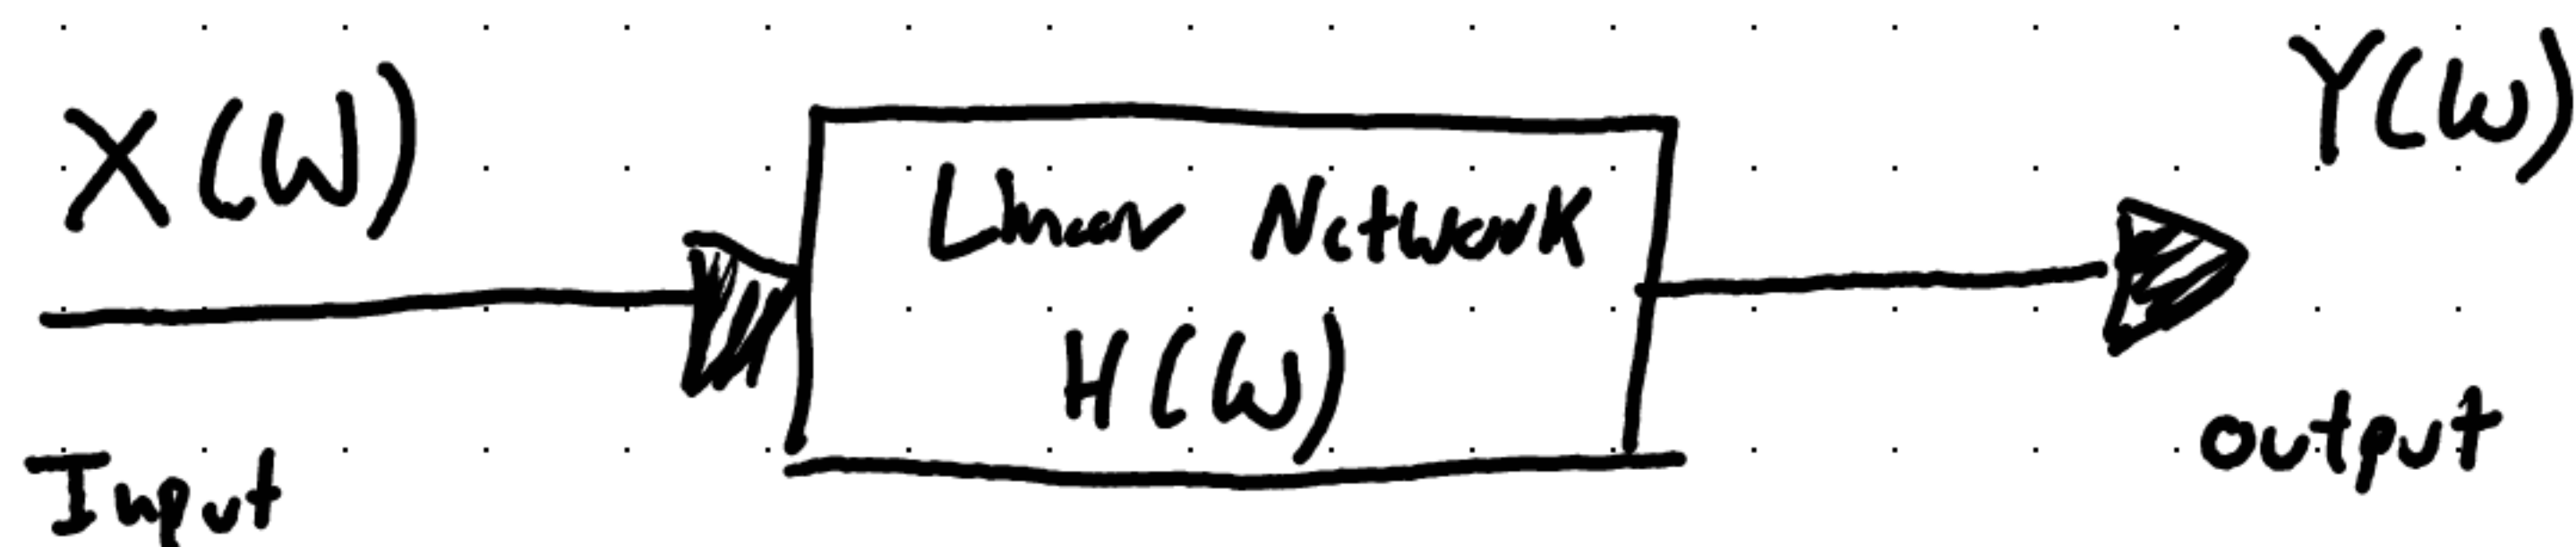 X(W)
Y(W)
Linear Network
H(W)
Input
output